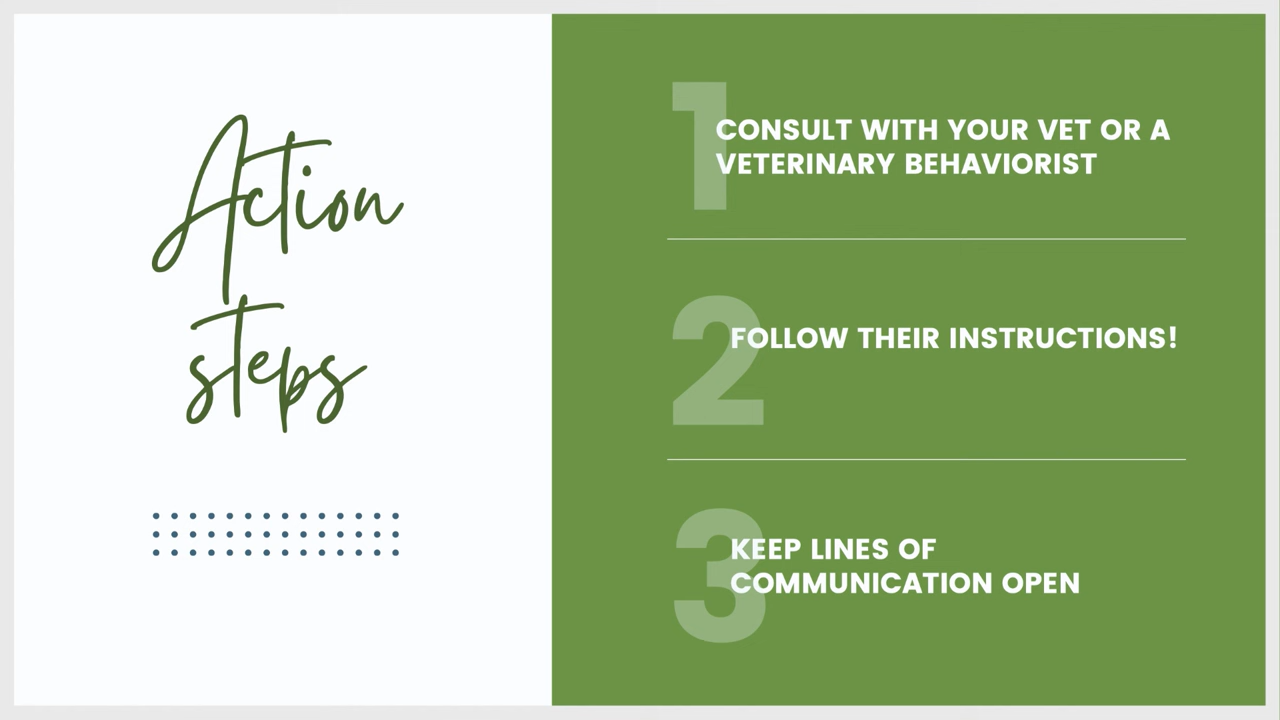 Action
steps
1
CONSULT WITH YOUR VET OR A
VETERINARY BEHAVIORIST
2
FOLLOW THEIR INSTRUCTIONS!
3
KEEP LINES OF
COMMUNICATION OPEN